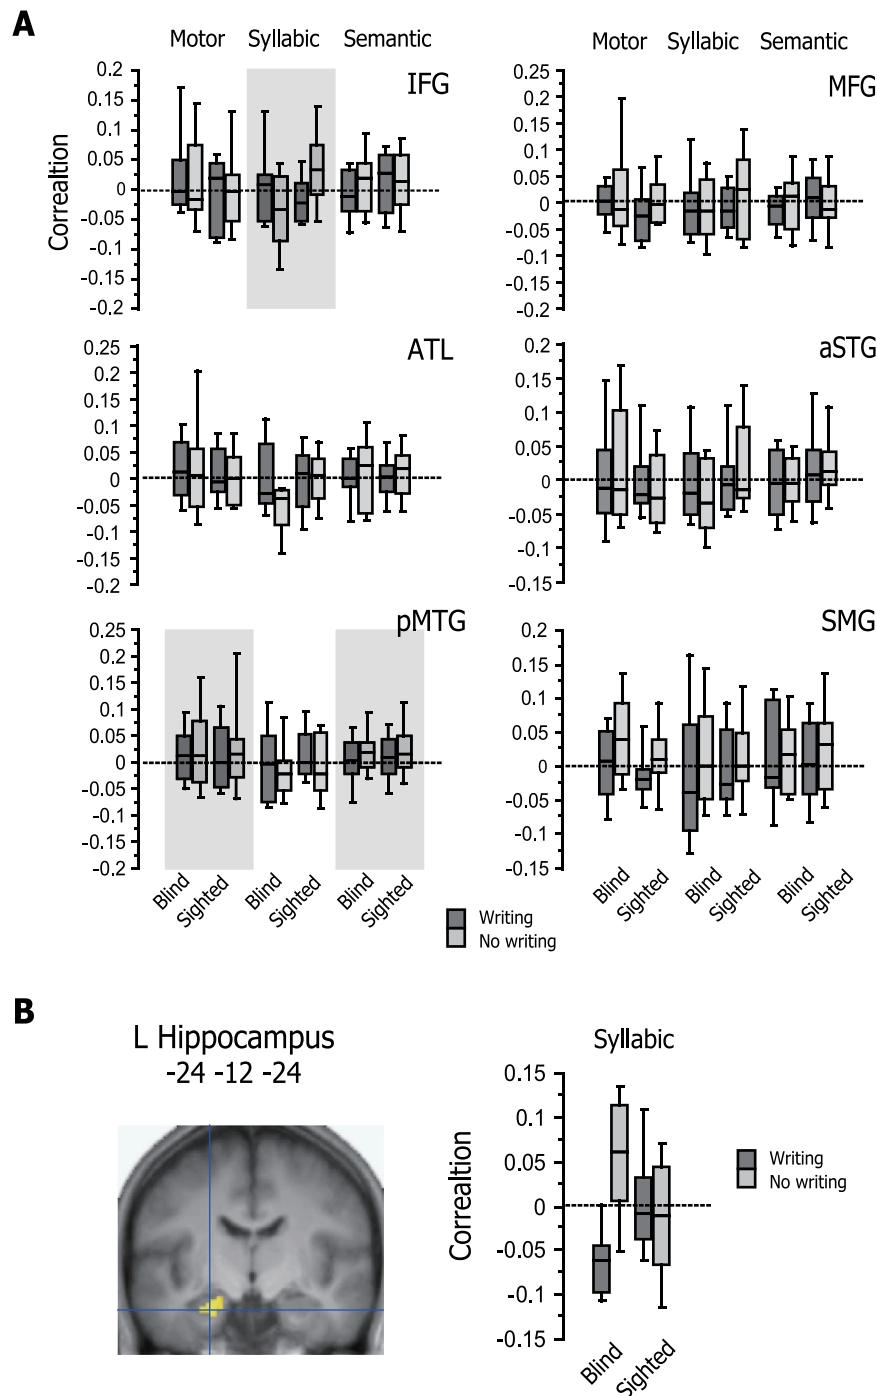 A
Motor Syllabic Semantic
Motor Syllabic Semantic
IFG
0.2
0.15
0.1
0.05
0
-0.05
-0.1
-0.15
-0.2
Correaltion
MFG
0.25
0.2
0.15
0.1
0.05
0
-0.05
-0.1
-0.15
-0.2
ATL
0.25
0.2
0.15
0.1
0.05
0
-0.05
-0.1
-0.15
-0.2
aSTG
0.2
0.15
0.1
0.05
0
-0.05
-0.1
-0.15
pMTG
0.25
0.2
0.15
0.1
0.05
0
-0.05
-0.1
-0.15
-0.2
Blind Sighted Blind Sighted Blind Sighted
SMG
0.2
0.15
0.1
0.05
0
-0.05
-0.1
-0.15
Blind Sighted Blind Sighted Blind Sighted
Writing
No writing
B
L Hippocampus
-24 -12 -24
Syllabic
0.15
0.1
0.05
0
-0.05
-0.1
-0.15
Correaltion
Blind Sighted
Writing
No writing